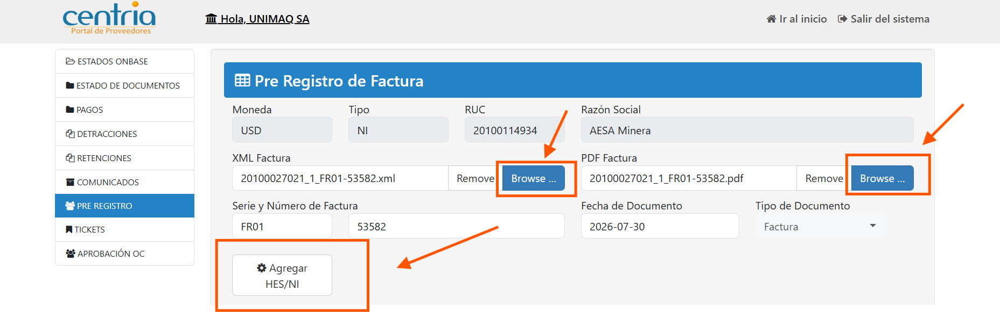 centria
Portal de Proveedores
Hola, UNIMAQ SA
Ir al inicio
Salir del sistema
ESTADOS ONBASE
ESTADO DE DOCUMENTOS
PAGOS
DETRACCIONES
RETENCIONES
COMUNICADOS
PRE REGISTRO
TICKETS
APROBACIÓN OC
Pre Registro de Factura
Moneda Tipo RUC Razón Social
USD NI 20100114934 AESA Minera
XML Factura PDF Factura
20100027021_1_FR01-53582.xml Remove Browse ... 20100027021_1_FR01-53582.pdf Remove Browse ...
Serie y Número de Factura Fecha de Documento Tipo de Documento
FR01 53582 2026-07-30 Factura
Agregar
HES/NI